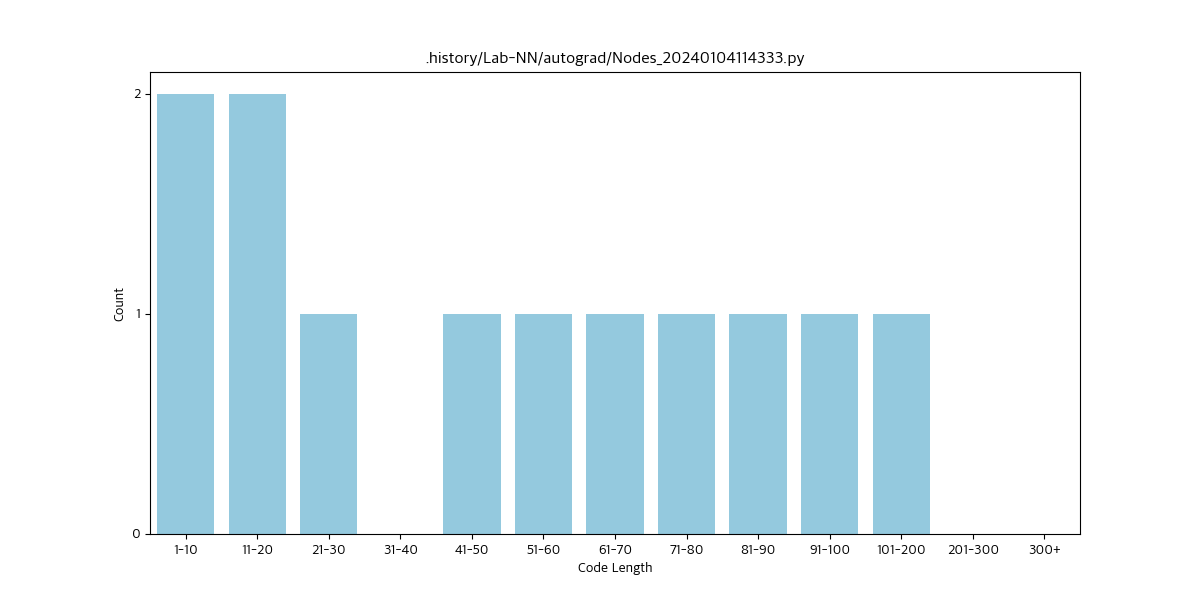 .history/Lab-NN/autograd/Nodes_20240104114333.py
2
1
0
Count
1-10 11-20 21-30 31-40 41-50 51-60 61-70 71-80 81-90 91-100 101-200 201-300 300+
Code Length